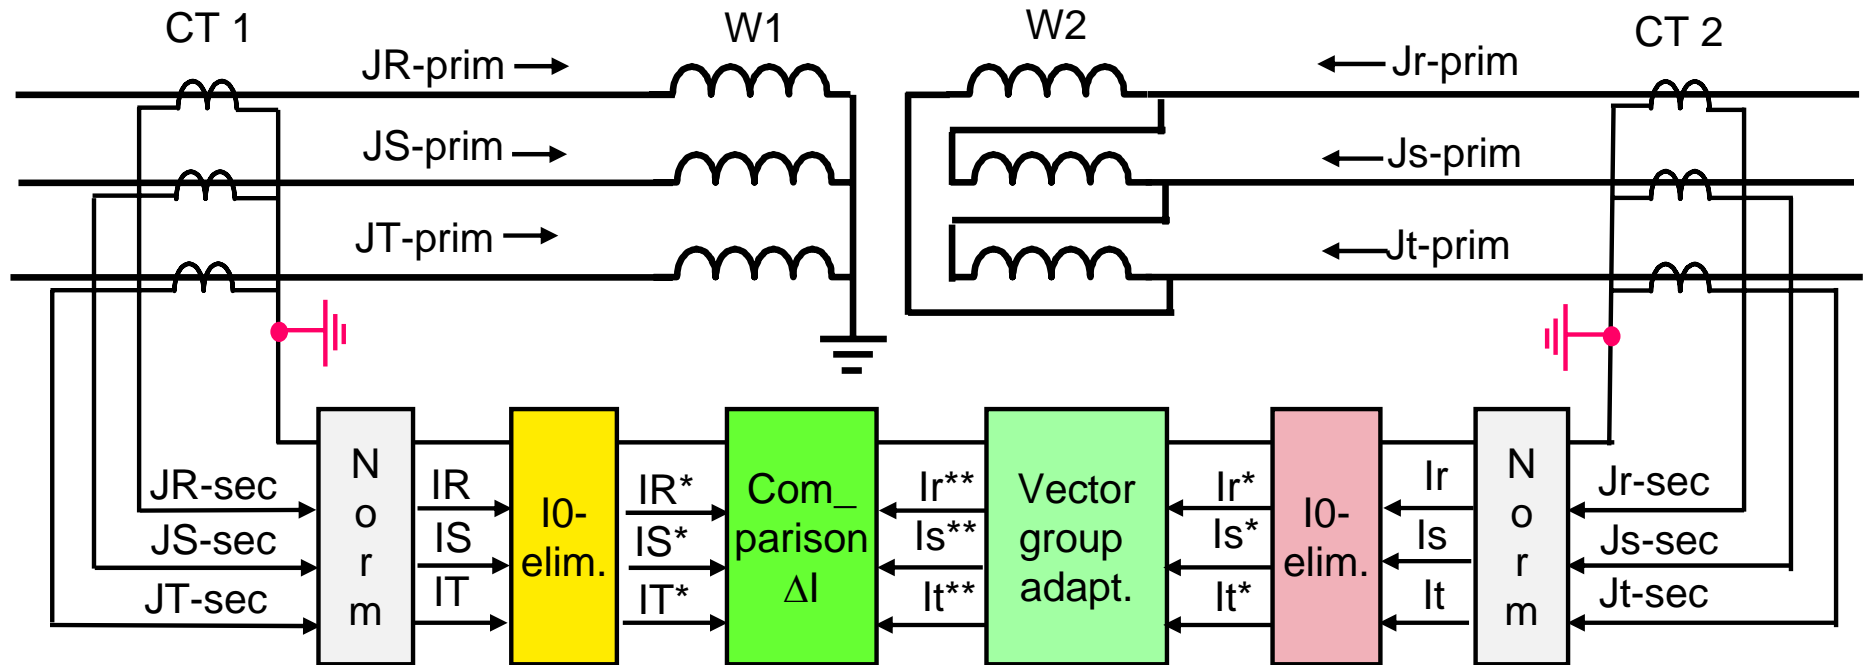 CT 1
W1
W2
CT 2
JR-prim
Jr-prim
JS-prim
Js-prim
JT-prim
Jt-prim
JR-sec
JS-sec
JT-sec
N
o
r
m
IR
IS
IT
I0-
elim.
IR*
IS*
IT*
Com_
parison
ΔI
Ir**
Is**
It**
Vector
group
adapt.
Ir*
Is*
It*
I0-
elim.
Ir
Is
It
N
o
r
m
Jr-sec
Js-sec
Jt-sec